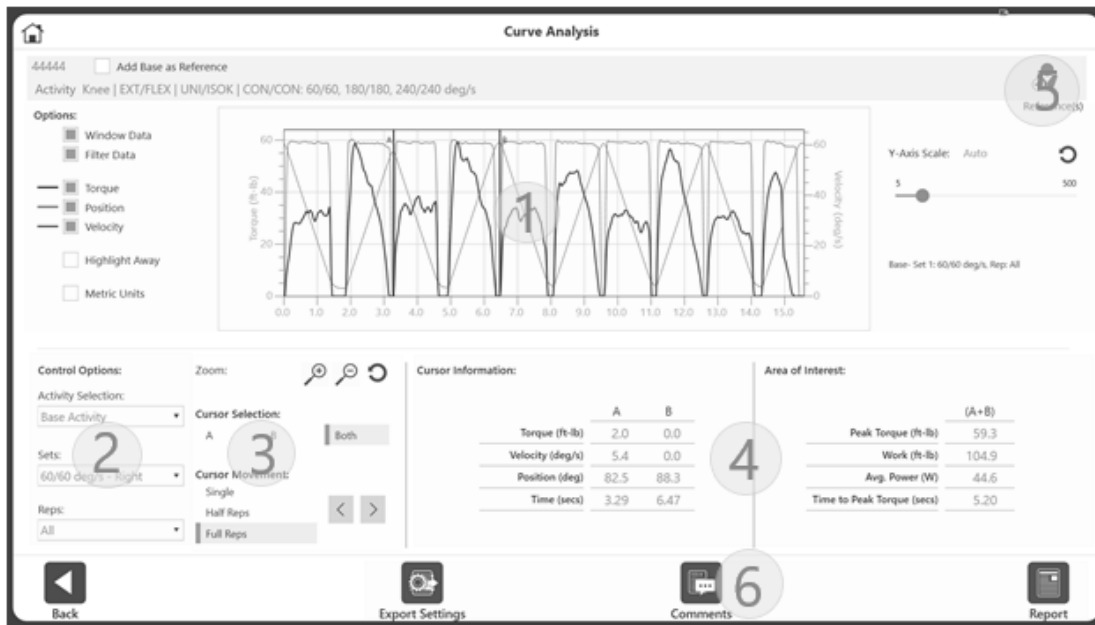 Curve Analysis
44444 Add Base as Reference
Activity Knee | EXT/FLEX | UNI/ISOK | CON/CON: 60/60, 180/180, 240/240 deg/s
5
Reference(s)
Options:
Window Data
Filter Data
Torque
Position
Velocity
Highlight Away
Metric Units
Torque (ft-lb)
60
40
20
0
A
B
1
60
40
20
0
Velocity (deg/s)
0.0 1.0 2.0 3.0 4.0 5.0 6.0 7.0 8.0 9.0 10.0 11.0 12.0 13.0 14.0 15.0
Y-Axis Scale: Auto
5 500
Base- Set 1: 60/60 deg/s, Rep: All
Control Options:
Activity Selection:
Base Activity
2
Sets:
60/60 deg/s - Right
Reps:
All
Zoom:
Cursor Selection:
A B Both
3
Cursor Movement:
Single
Half Reps
Full Reps
< >
Cursor Information:
A B
Torque (ft-lb) 2.0 0.0
Velocity (deg/s) 5.4 0.0
Position (deg) 82.5 88.3
Time (secs) 3.29 6.47
4
Area of Interest:
(A+B)
Peak Torque (ft-lb) 59.3
Work (ft-lb) 104.9
Avg. Power (W) 44.6
Time to Peak Torque (secs) 5.20
Back
Export Settings
Comments
6
Report